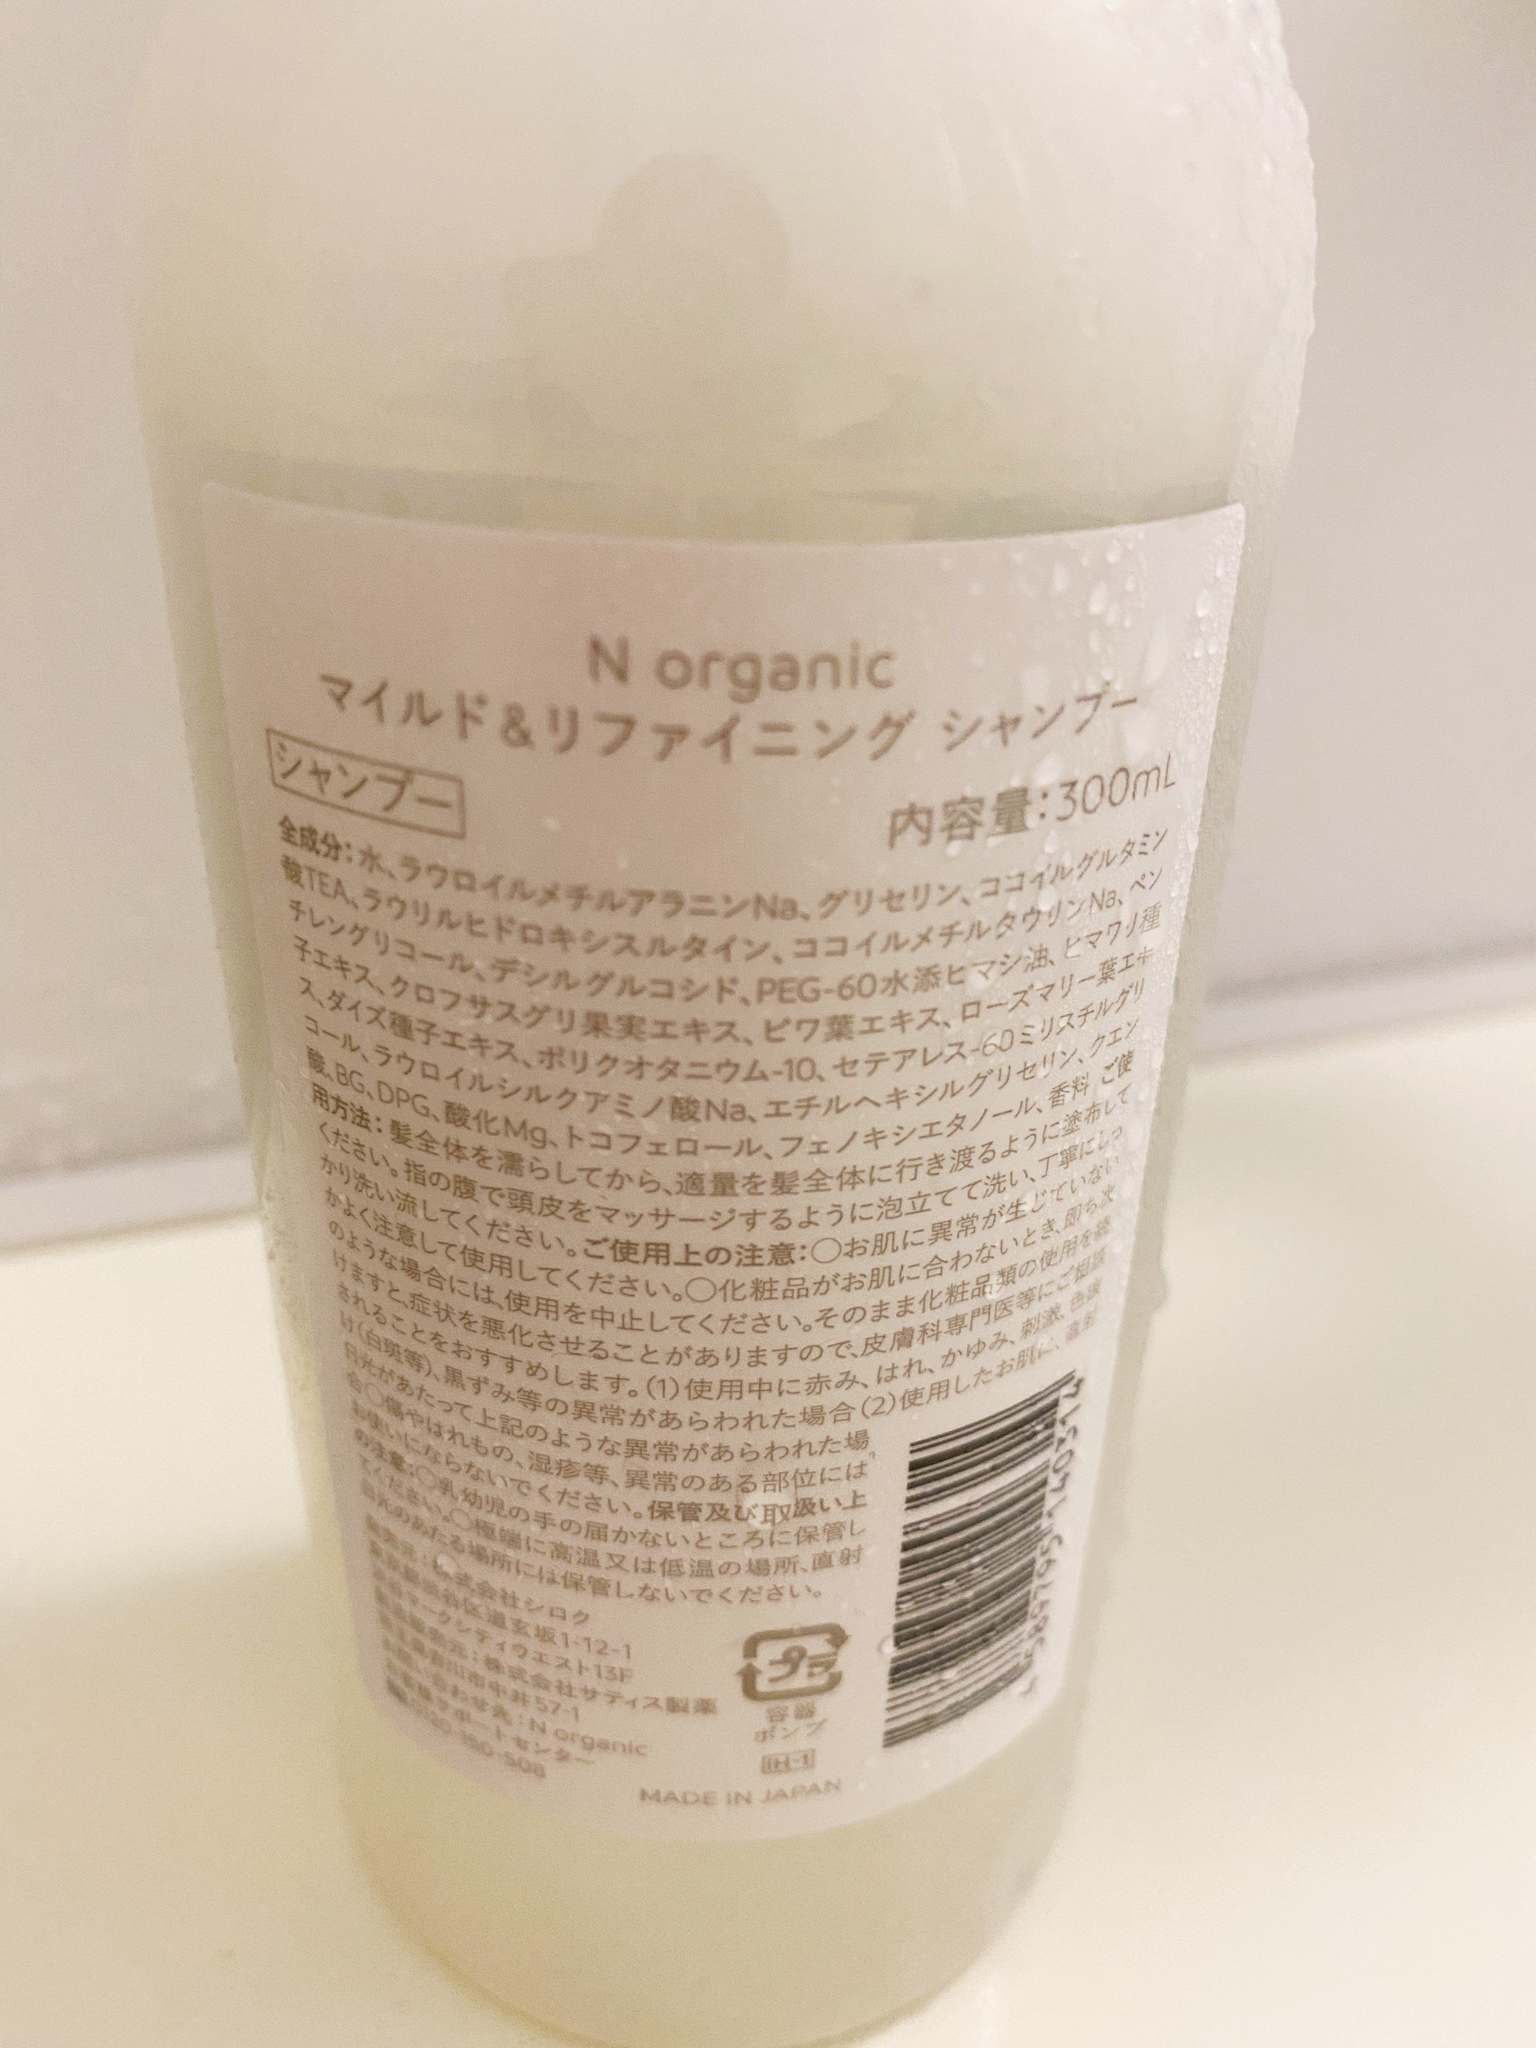 N organic
マイルド&リファイニング シャンプー
シャンプー
内容量:300mL
全成分:水、ラウロイルメチルアラニンNa、グリセリン、ココイルグルタミン
酸TEA、ラウリルヒドロキシスルタイン、ココイルメチルタウリンNa、ペン
チレングリコール、デシルグルコシド、PEG-60水添ヒマシ油、ヒマワリ種
子エキス、クロフサスグリ果実エキス、ビワ葉エキス、ローズマリー葉エキ
ス、ダイズ種子エキス、ポリクオタニウム-10、セテアレス-60ミリスチルグリ
コール、ラウロイルシルクアミノ酸Na、エチルヘキシルグリセリン、クエン
酸、BG、DPG、酸化Mg、トコフェロール、フェノキシエタノール、香料 ご使
用方法:髪全体を濡らしてから、適量を髪全体に行き渡るように塗布して
ください。指の腹で頭皮をマッサージするように泡立てて洗い、丁寧にしっ
かり洗い流してください。ご使用上の注意:○お肌に異常が生じていない
かよく注意して使用してください。○化粧品がお肌に合わないとき、即ち次
のような場合には、使用を中止してください。そのまま化粧品類の使用を続
けますと、症状を悪化させることがありますので、皮膚科専門医等にご相談
されることをおすすめします。(1)使用中に赤み、はれ、かゆみ、刺激、色抜
け(白斑等)、黒ずみ等の異常があらわれた場合(2)使用したお肌に、直射
日光があたって上記のような異常があらわれた場
合○傷やはれもの、湿疹等、異常のある部位には、
お使いにならないでください。保管及び取扱い上
の注意:○乳幼児の手の届かないところに保管し
てください。○極端に高温又は低温の場所、直射
日光のあたる場所には保管しないでください。
発売元:株式会社シロク
東京都渋谷区道玄坂1-12-1
渋谷マークシティウエスト13F
製造販売元:株式会社サティス製薬
埼玉県吉川市中井57-1
お問い合わせ先:N organic
お客様サポートセンター
プラ
容器
ポンプ
MADE IN JAPAN